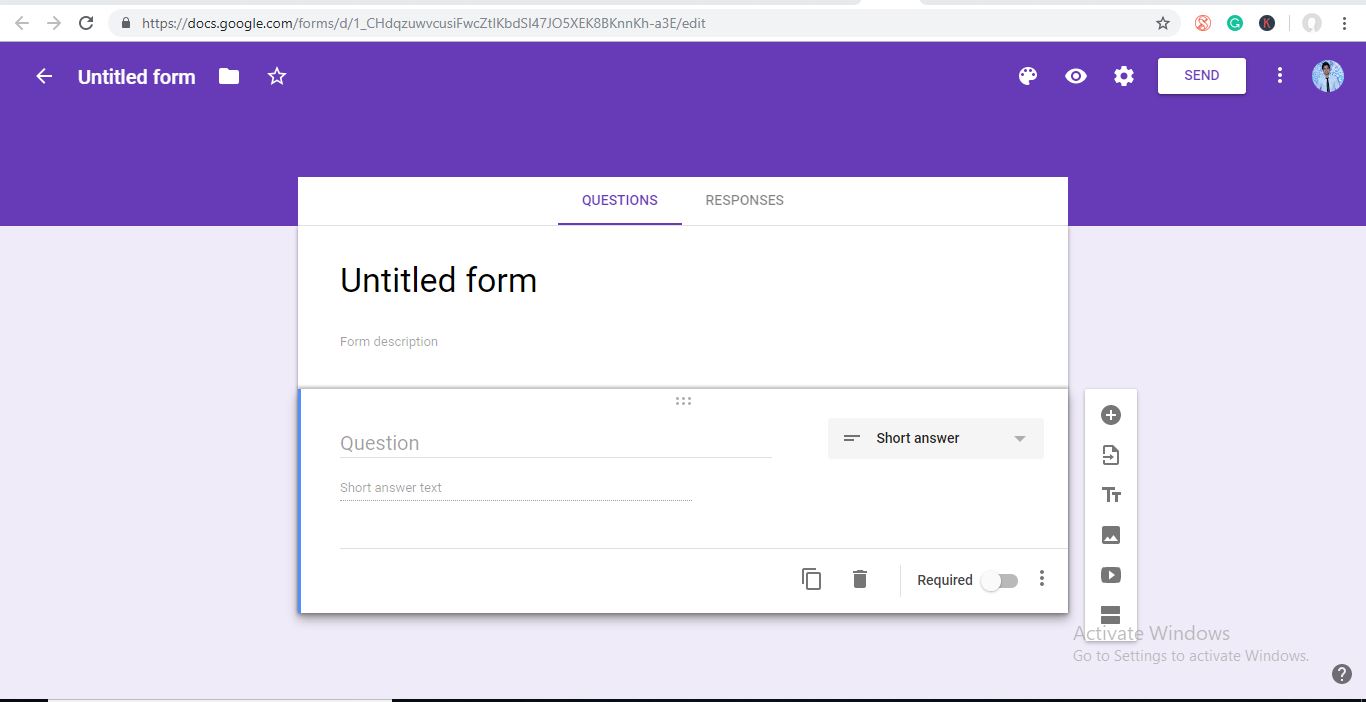 https://docs.google.com/forms/d/1_CHdqzuwvcusiFwcZtlKbdSl47JO5XEK8BKnnKh-a3E/edit
Untitled form
SEND
QUESTIONS RESPONSES
Untitled form
Form description
Question
Short answer
Short answer text
Required
Activate Windows
Go to Settings to activate Windows.